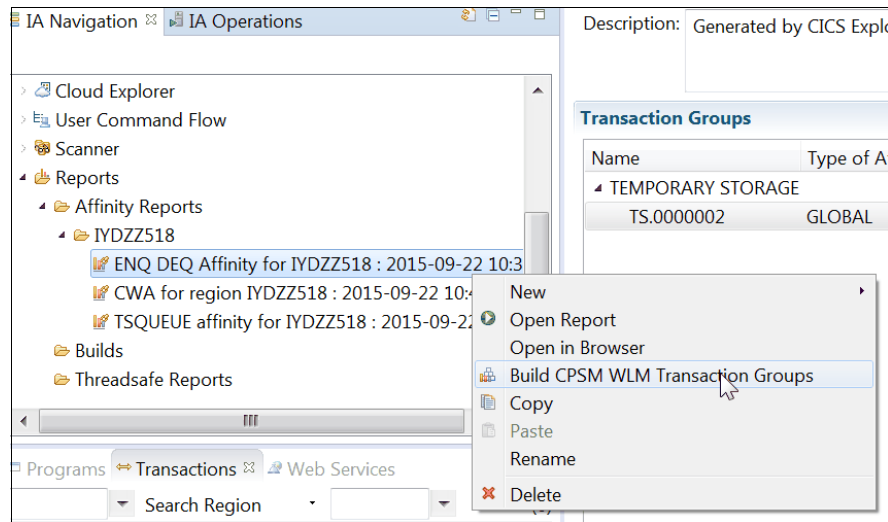 IA Navigation
IA Operations
Cloud Explorer
User Command Flow
Scanner
Reports
Affinity Reports
IYDZZ518
ENQ DEQ Affinity for IYDZZ518 : 2015-09-22 10:3
CWA for region IYDZZ518 : 2015-09-22 10:4
TSQUEUE affinity for IYDZZ518 : 2015-09-22
Builds
Threadsafe Reports
Programs
Transactions
Web Services
Search Region
Description:
Generated by CICS Explo
Transaction Groups
Name
Type of A
TEMPORARY STORAGE
TS.0000002
GLOBAL
New
Open Report
Open in Browser
Build CPSM WLM Transaction Groups
Copy
Paste
Rename
Delete